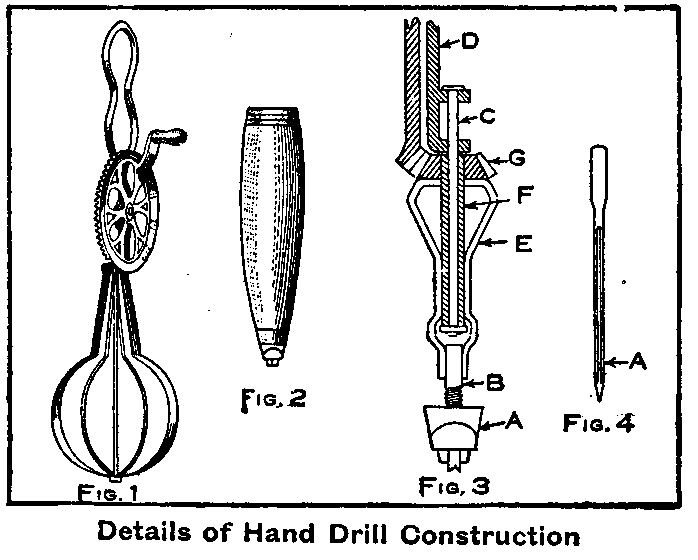 D
C
G
F
E
A
B
A
FIG. 1
FIG. 2
FIG. 3
FIG. 4
Details of Hand Drill Construction